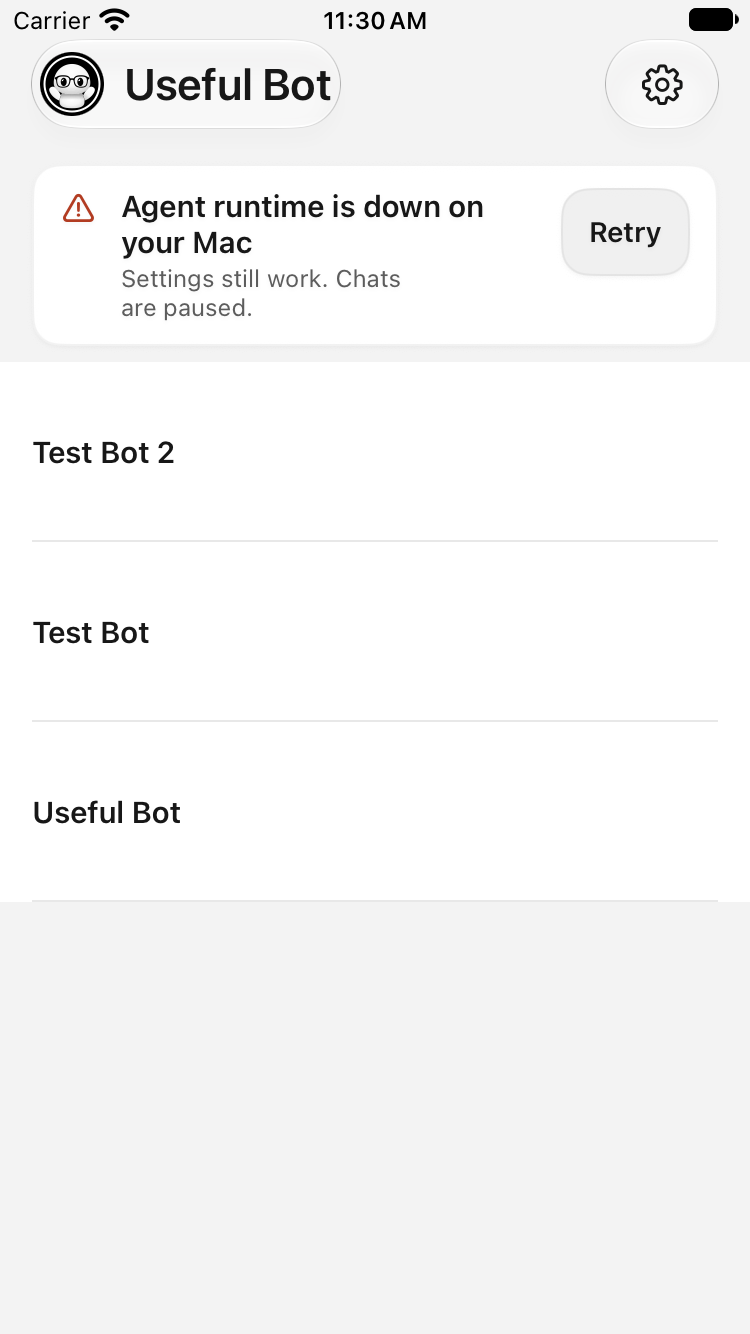 Carrier 11:30 AM
Useful Bot
Agent runtime is down on
your Mac
Settings still work. Chats
are paused.
Retry
Test Bot 2
Test Bot
Useful Bot